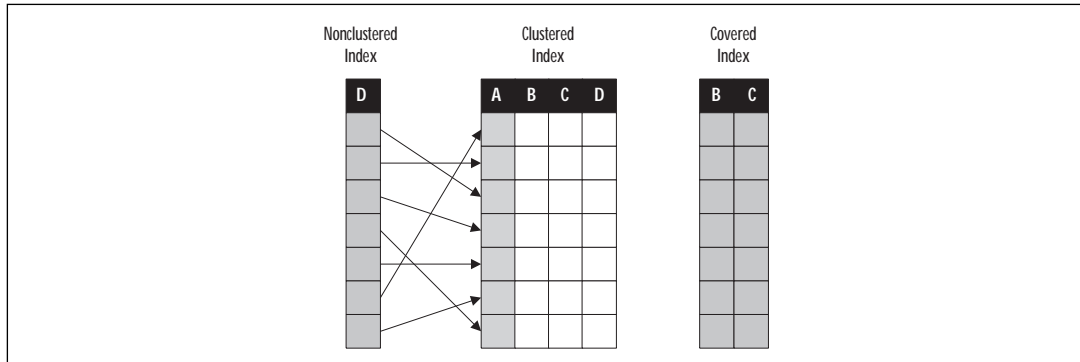 Nonclustered
Index
Clustered
Index
Covered
Index
D
A B C D
B C